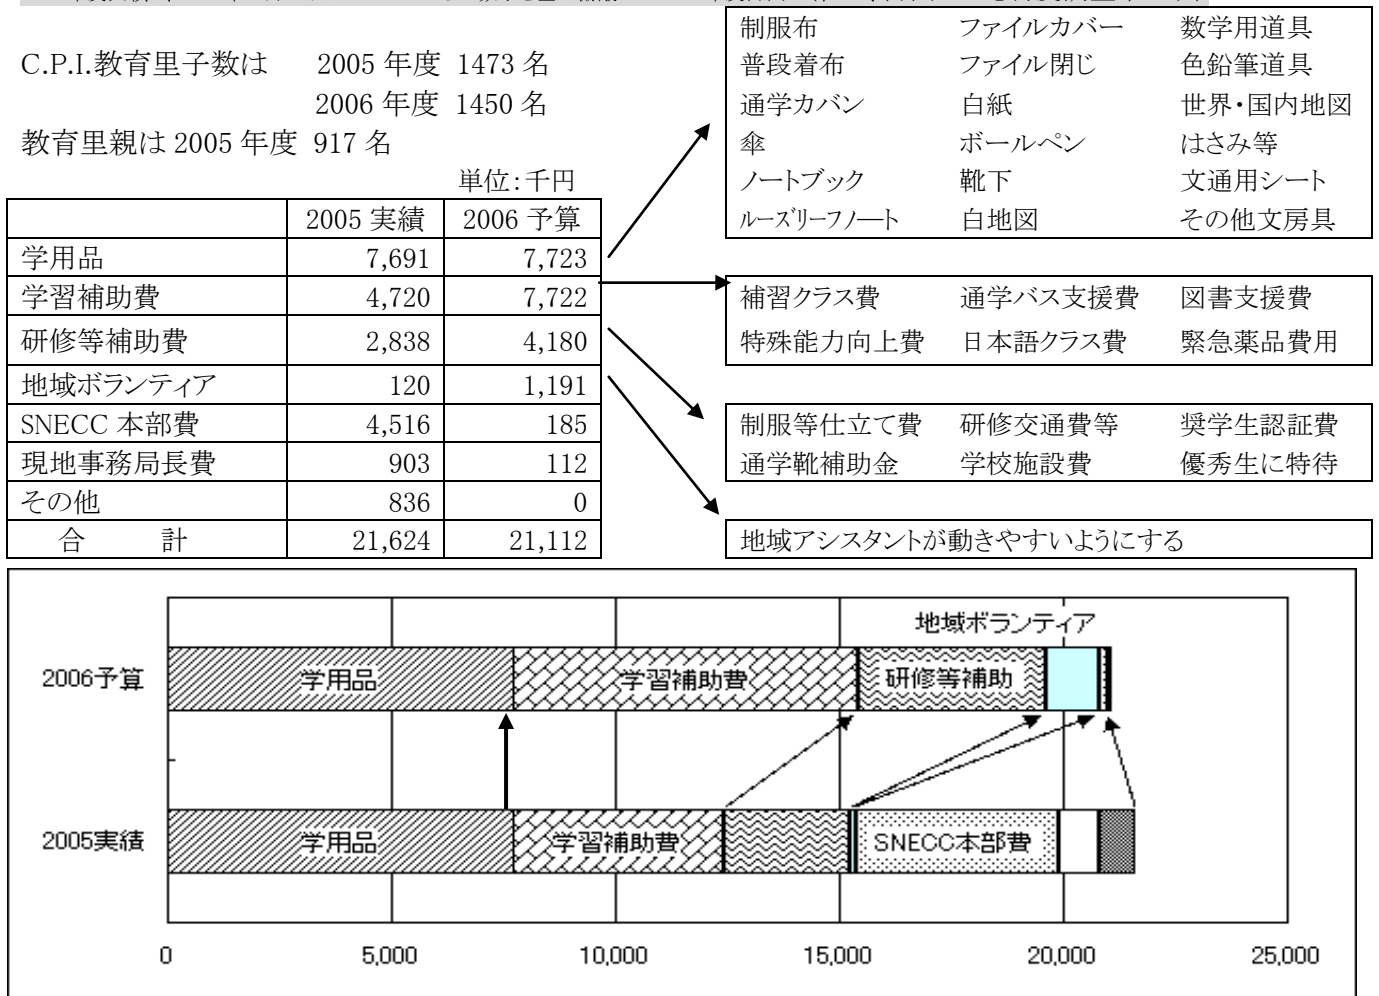 C.P.I.教育里子数は 2005 年度 1473 名
2006 年度 1450 名
教育里親は 2005 年度 917 名
単位：千円
2005 実績 2006 予算
学用品 7,691 7,723
学習補助費 4,720 7,722
研修等補助費 2,838 4,180
地域ボランティア 120 1,191
SNECC 本部費 4,516 185
現地事務局長費 903 112
その他 836 0
合 計 21,624 21,112
制服布 ファイルカバー 数学用道具
普段着布 ファイル閉じ 色鉛筆道具
通学カバン 白紙 世界・国内地図
傘 ボールペン はさみ等
ノートブック 靴下 文通用シート
ルーズリーフノート 白地図 その他文房具
補習クラス費 通学バス支援費 図書支援費
特殊能力向上費 日本語クラス費 緊急薬品費用
制服等仕立て費 研修交通費等 奨学生認証費
通学靴補助金 学校施設費 優秀生に特待
地域アシスタントが動きやすいようにする
地域ボランティア
2006予算 学用品 学習補助費 研修等補助
2005実績 学用品 学習補助費 SNECC本部費
0 5,000 10,000 15,000 20,000 25,000